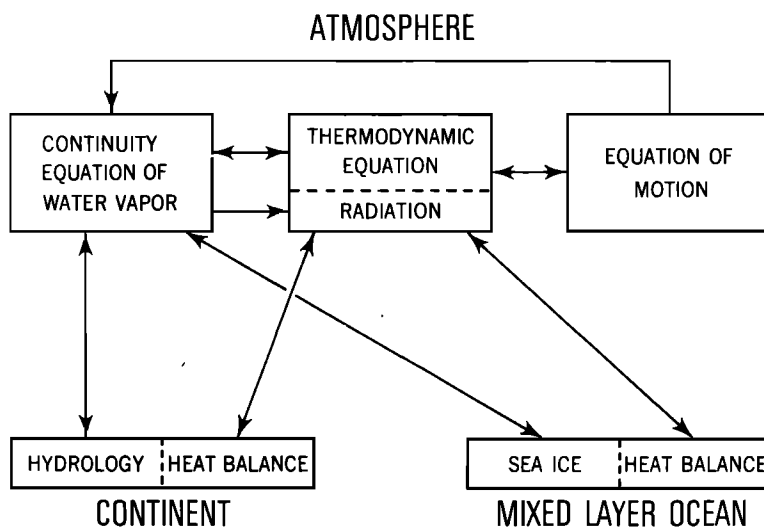 ATMOSPHERE
CONTINUITY
EQUATION OF
WATER VAPOR
THERMODYNAMIC
EQUATION
RADIATION
EQUATION OF
MOTION
HYDROLOGY
HEAT BALANCE
CONTINENT
SEA ICE
HEAT BALANCE
MIXED LAYER OCEAN